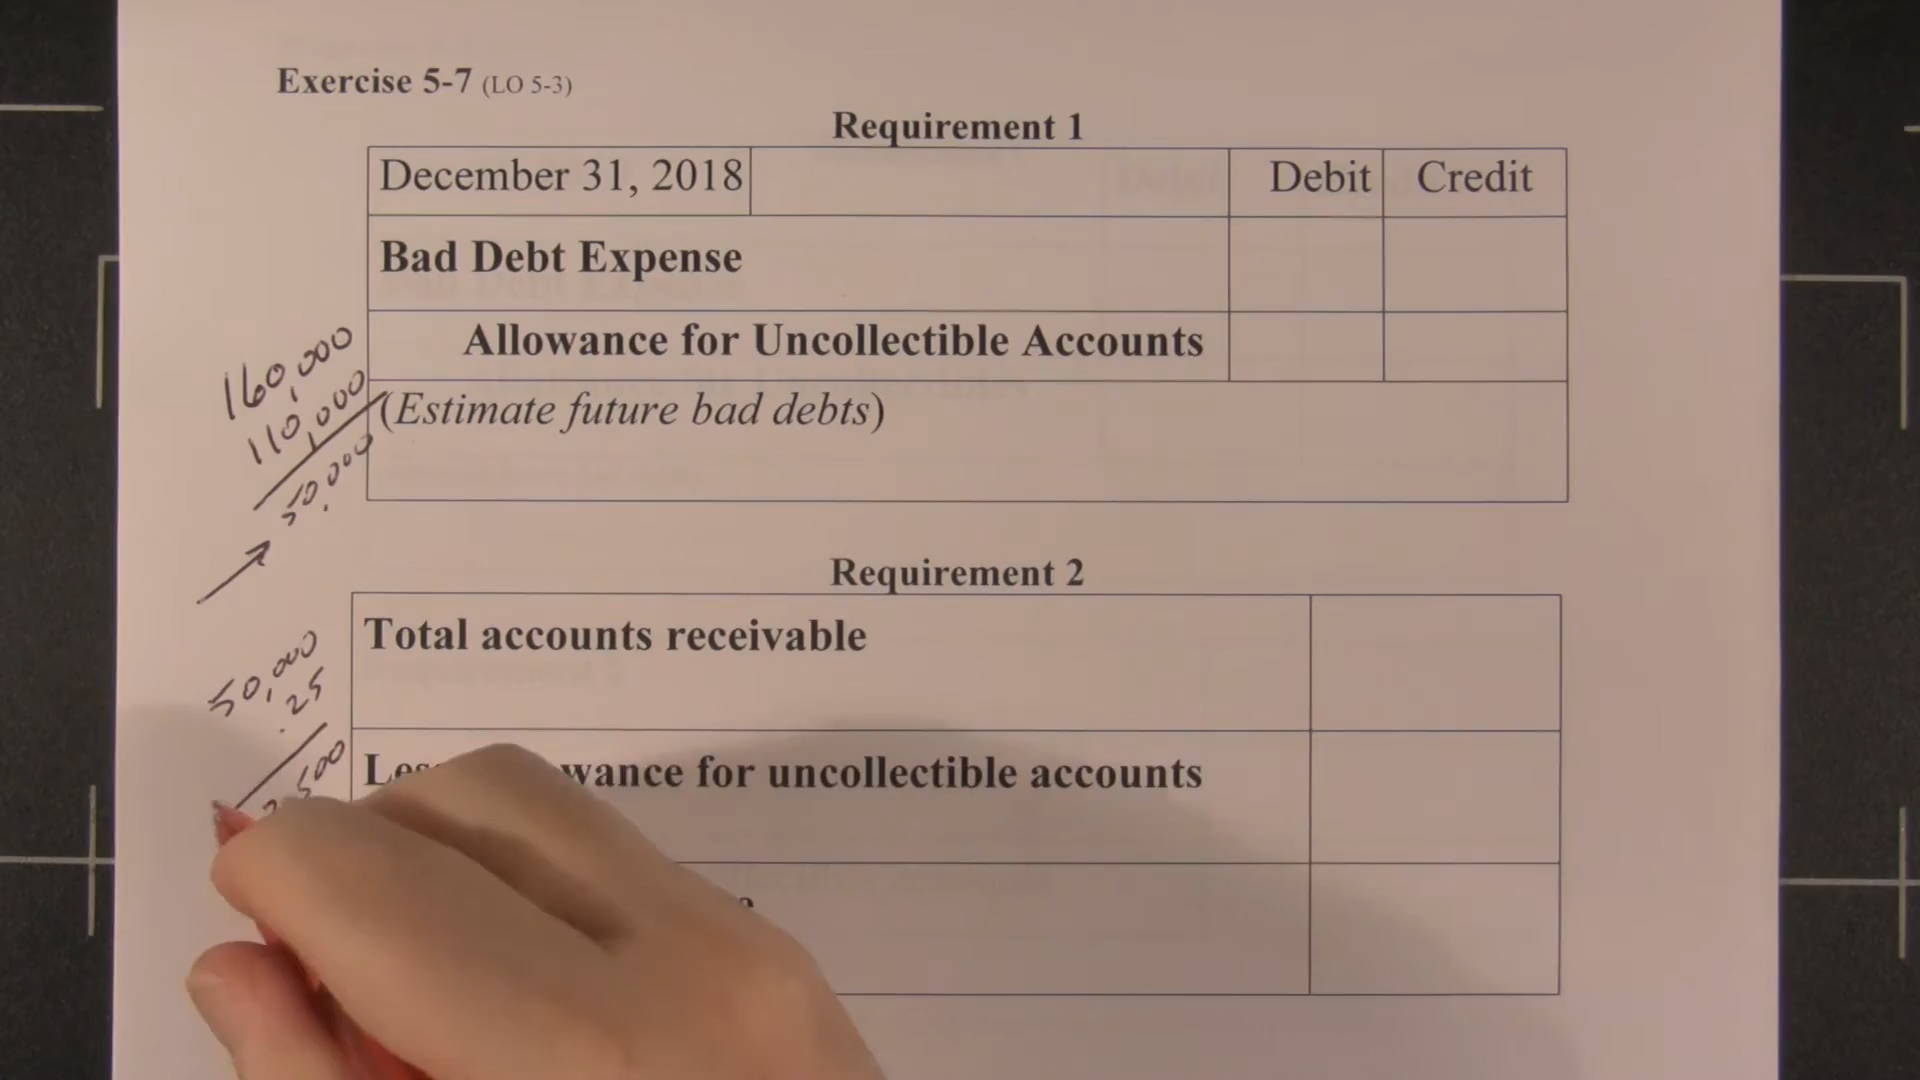 Exercise 5-7 (LO 5-3)
Requirement 1
December 31, 2018 Debit Credit
Bad Debt Expense
Allowance for Uncollectible Accounts
(Estimate future bad debts)
160,000
110,000
50,000
Requirement 2
Total accounts receivable
wance for uncollectible accounts
50,000
.25
2,500